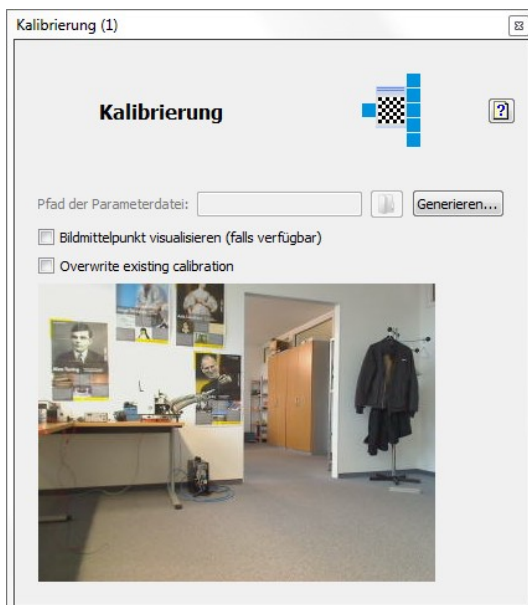 Kalibrierung (1)
Kalibrierung
Pfad der Parameterdatei:
Generieren...
Bildmittelpunkt visualisieren (falls verfügbar)
Overwrite existing calibration
Alan Turing